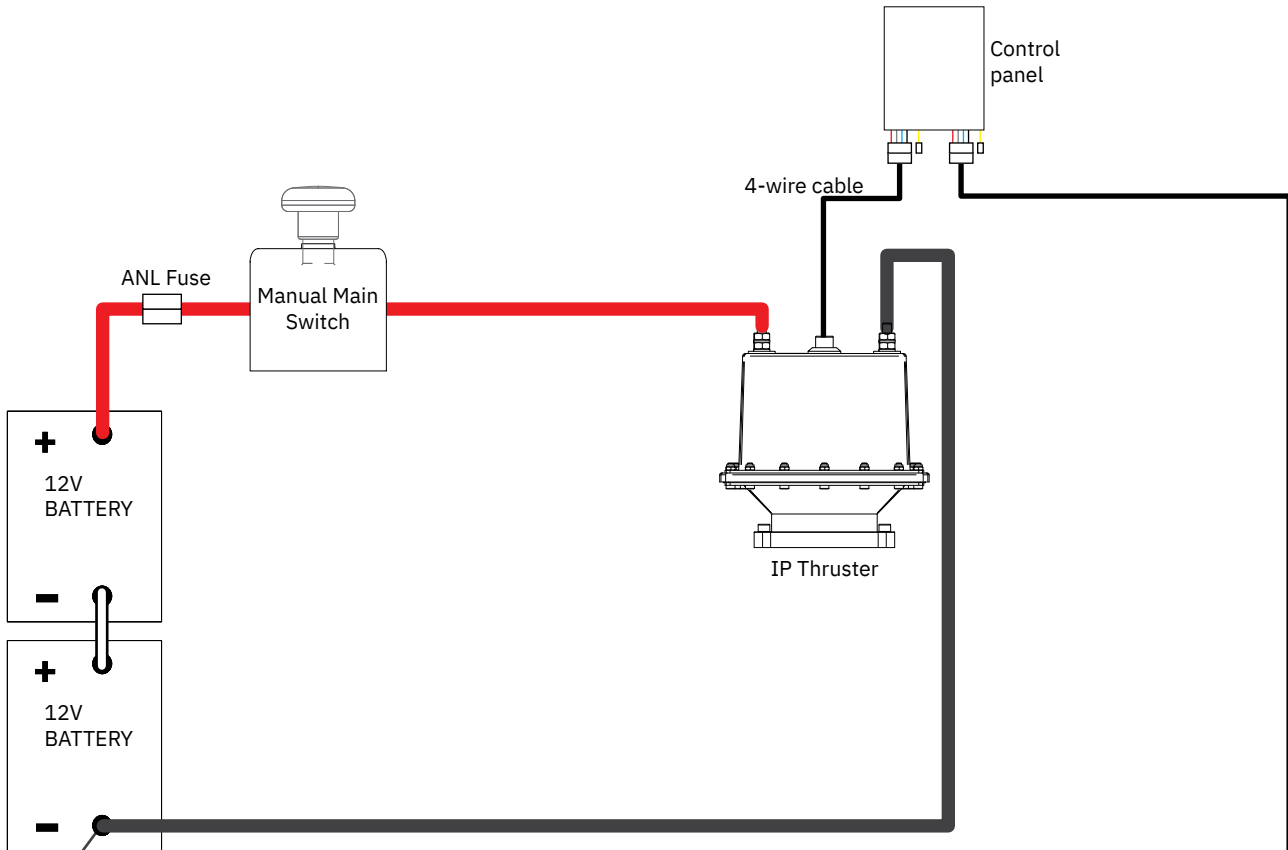 Control
panel
4-wire cable
ANL Fuse
Manual Main
Switch
+
12V
BATTERY
-
IP Thruster
+
12V
BATTERY
-